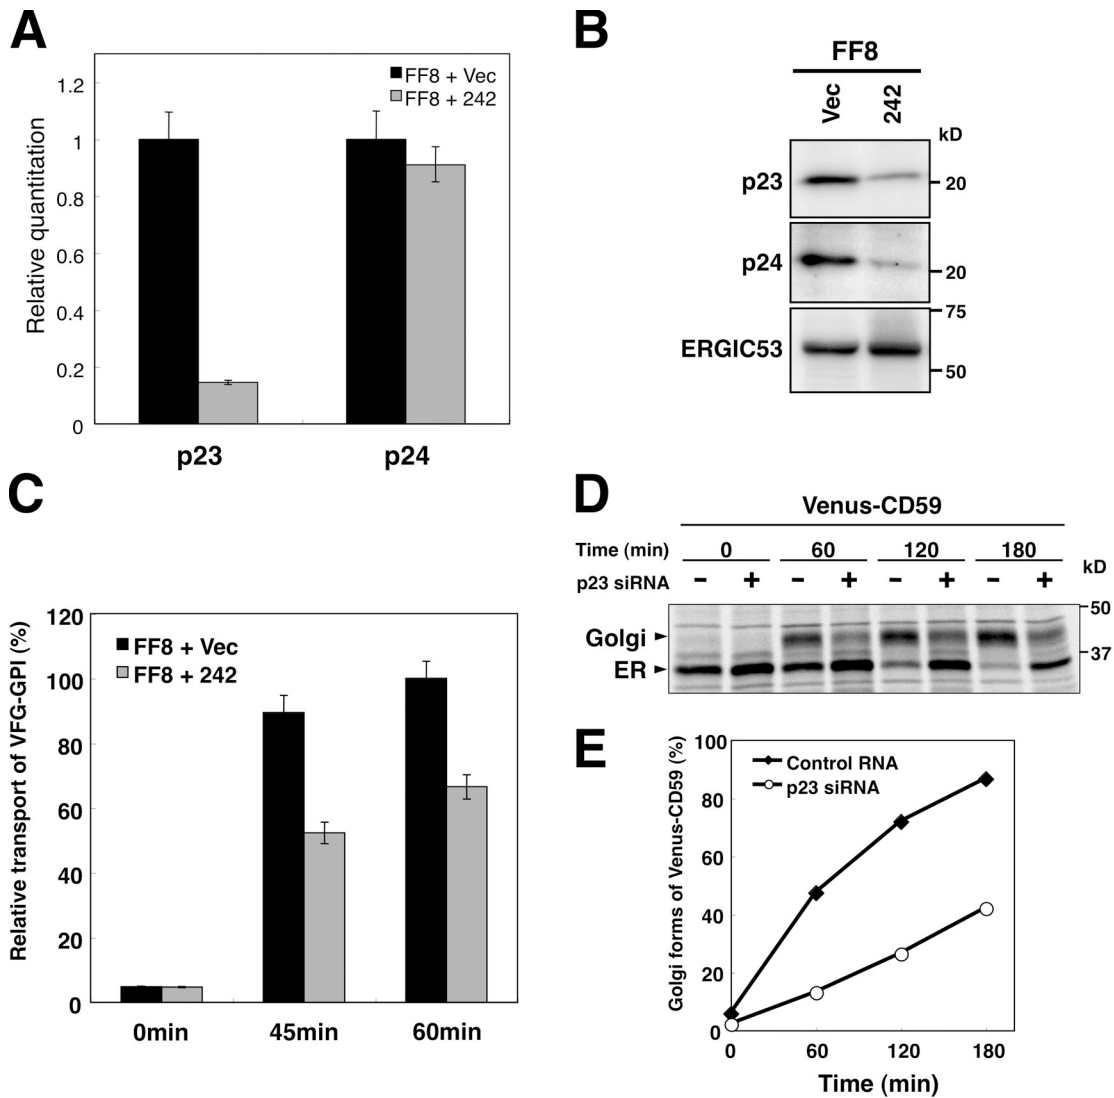 A
Relative quantitation
1.2
1
0.8
0.6
0.4
0.2
0
FF8 + Vec
FF8 + 242
p23 p24
B
FF8
Vec 242
kD
p23 20
p24 20
75
ERGIC53
50
C
Relative transport of VFG-GPI (%)
120
100
80
60
40
20
0
FF8 + Vec
FF8 + 242
0min 45min 60min
D
Venus-CD59
Time (min) 0 60 120 180
kD
p23 siRNA − + − + − + − +
50
Golgi
37
ER
E
Golgi forms of Venus-CD59 (%)
100
80
60
40
20
0
Control RNA
p23 siRNA
0 60 120 180
Time (min)